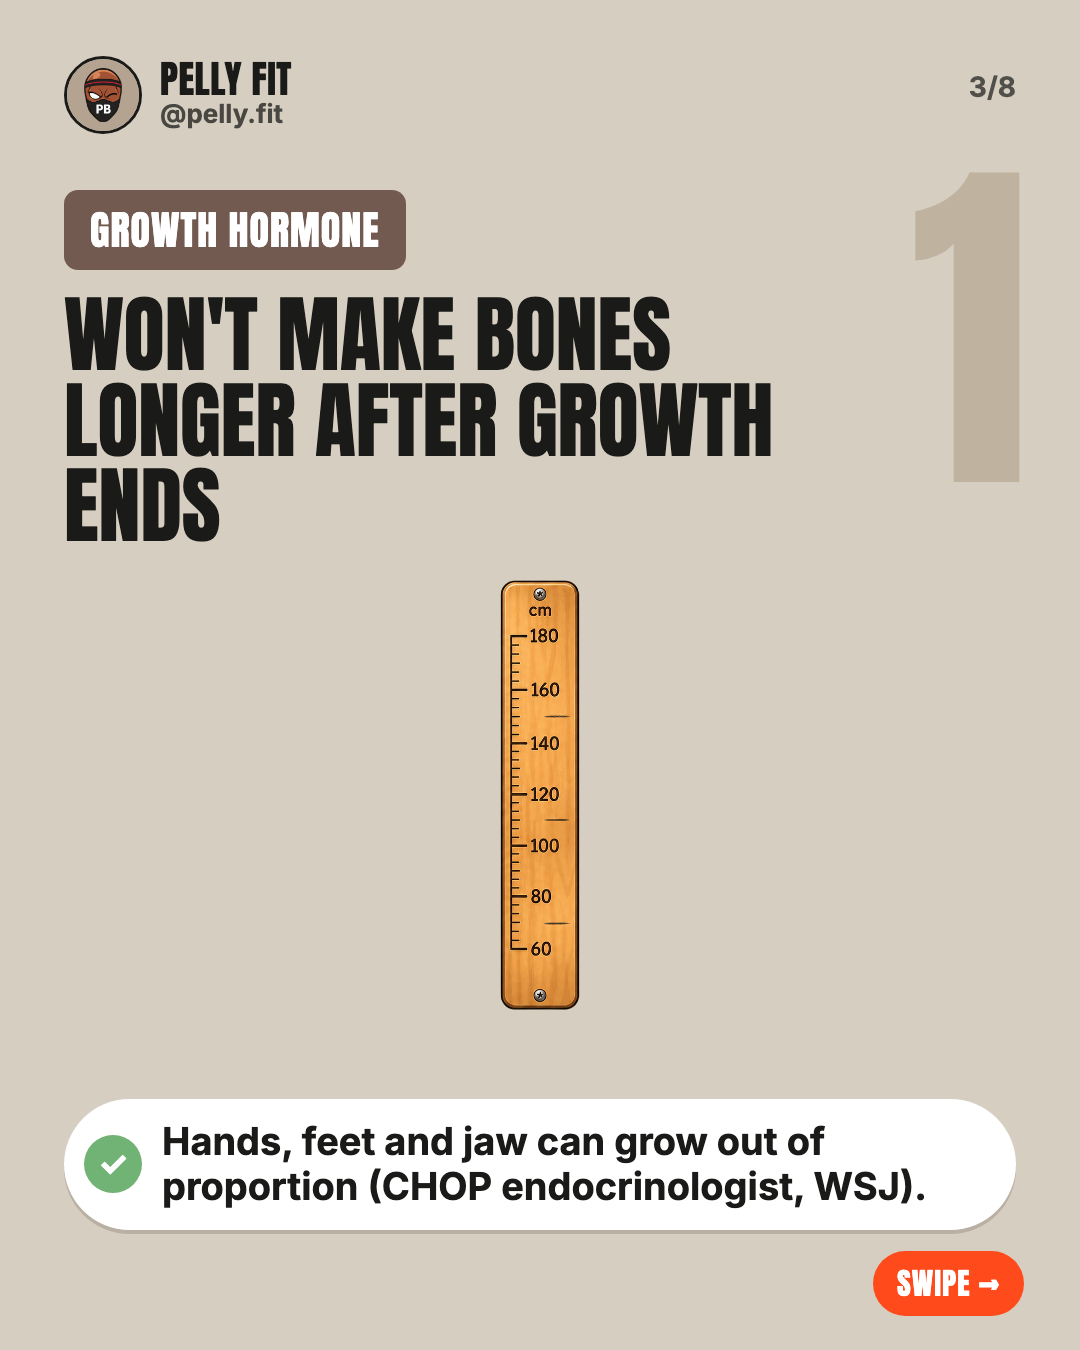 PB
PELLY FIT
@pelly.fit
3/8
GROWTH HORMONE
1
WON'T MAKE BONES
LONGER AFTER GROWTH
ENDS
cm
180
160
140
120
100
80
60
Hands, feet and jaw can grow out of
proportion (CHOP endocrinologist, WSJ).
SWIPE →